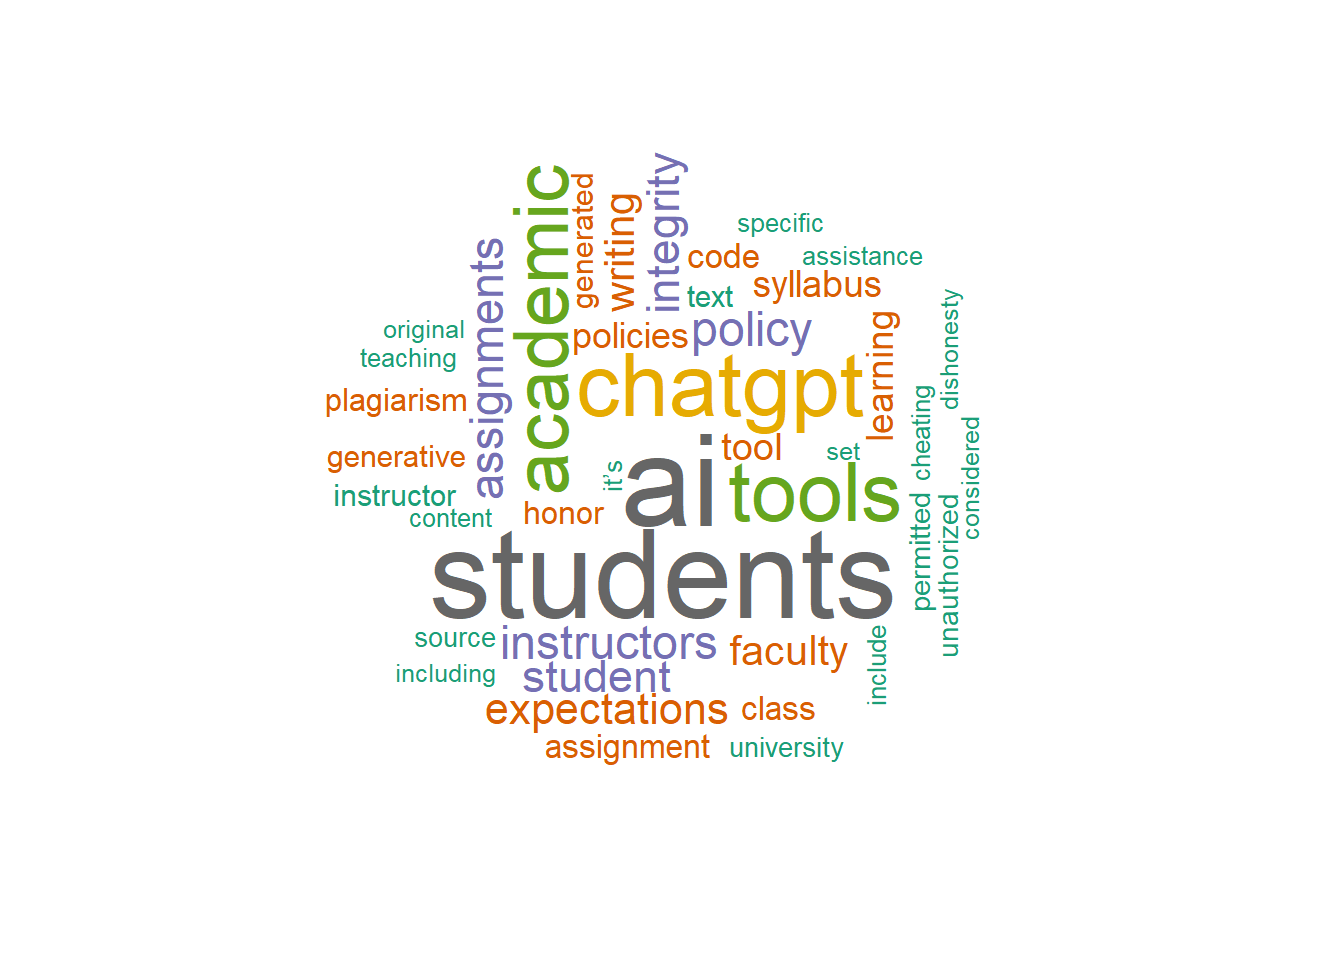 academic
generated
writing
integrity
specific
code
assistance
assignments
text
syllabus
original
policies
policy
learning
dishonesty
teaching
chatgpt
plagiarism
cheating
generative
it’s
ai
tool
set
tools
considered
instructor
content
honor
permitted
unauthorized
students
source
instructors
faculty
include
including
student
expectations
class
assignment
university